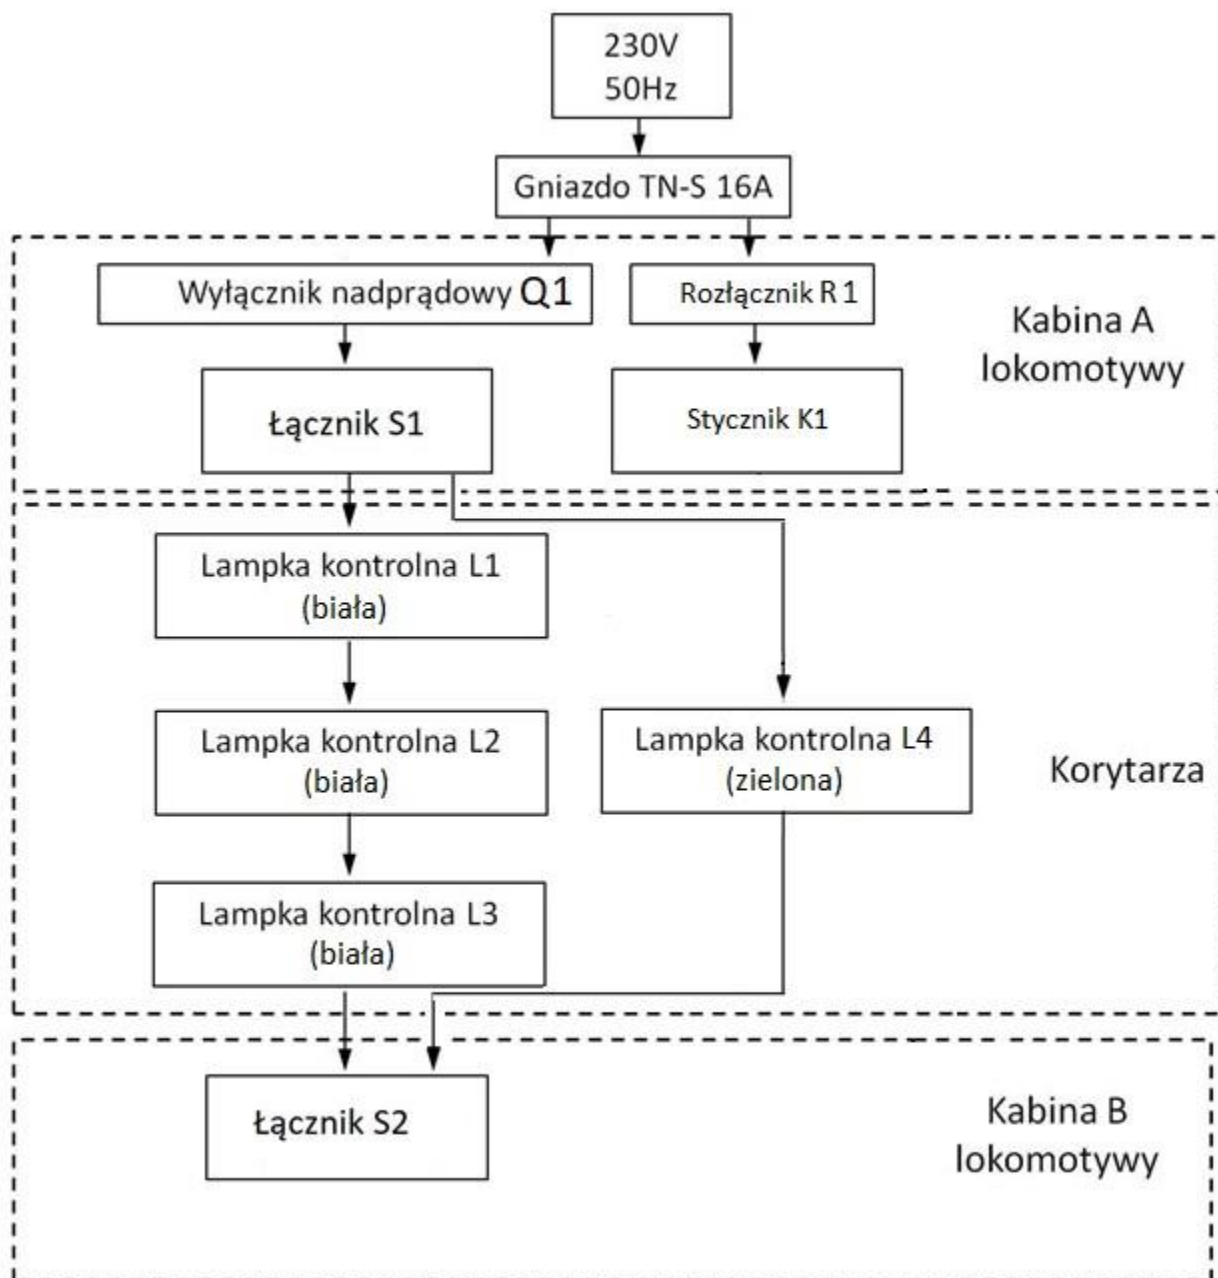 230V
50Hz
Gniazdo TN-S 16A
Wyłącznik nadprądowy Q1
Rozłącznik R 1
Kabina A
lokomotywy
Łącznik S1
Stycznik K1
Lampka kontrolna L1
(biała)
Lampka kontrolna L2
(biała)
Lampka kontrolna L4
(zielona)
Korytarza
Lampka kontrolna L3
(biała)
Łącznik S2
Kabina B
lokomotywy